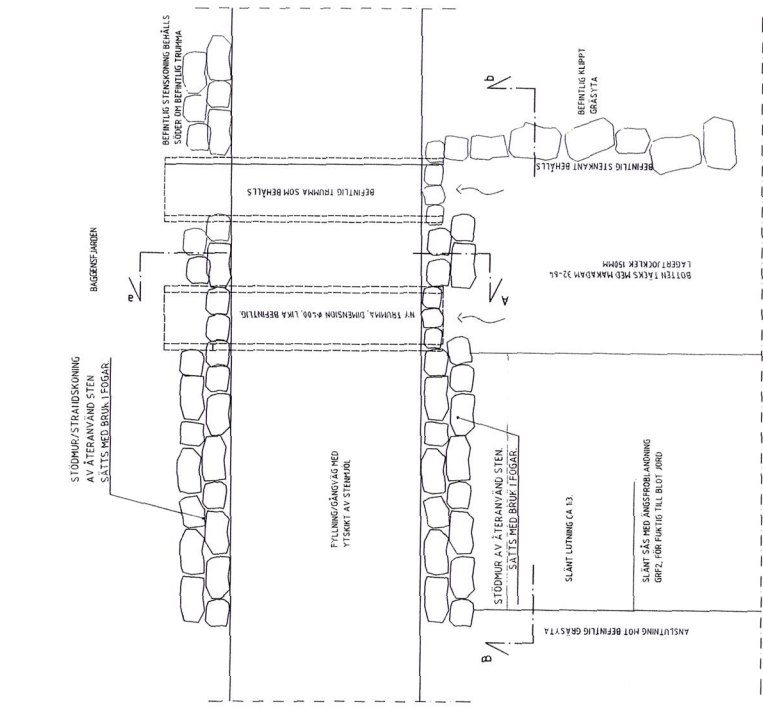 BEFINTLIG STENSKONING BEHÅLLS
SÖDER OM BEFINTLIG TRUMMA
b
BEFINTLIG KLIPPT
GRÄSYTA
BEFINTLIG STENKANT BEHÅLLS
BEFINTLIG TRUMMA SOM BEHÅLLS
BAGGENSFJÄRDEN
a
A
BOTTEN TÄCKS MED MAKADAM 32-64
LAGERTJOCKLEK 150MM
NY TRUMMA, DIMENSION Ø400, LIKA BEFINTLIG.
STÖDMUR/STRANDSKONING
AV ÅTERANVÄND STEN
SÄTTS MED BRUK I FOGAR.
FYLLNING/GÅNGVÄG MED
YTSKIKT AV STENMJÖL
STÖDMUR AV ÅTERANVÄND STEN.
SÄTTS MED BRUK I FOGAR.
SLÄNT LUTNING CA 1:3.
SLÄNT SÅS MED ÄNGSFRÖBLANDNING
GRF2, FÖR FUKTIG TILL BLÖT JORD
B
ANSLUTNING MOT BEFINTLIG GRÄSYTA